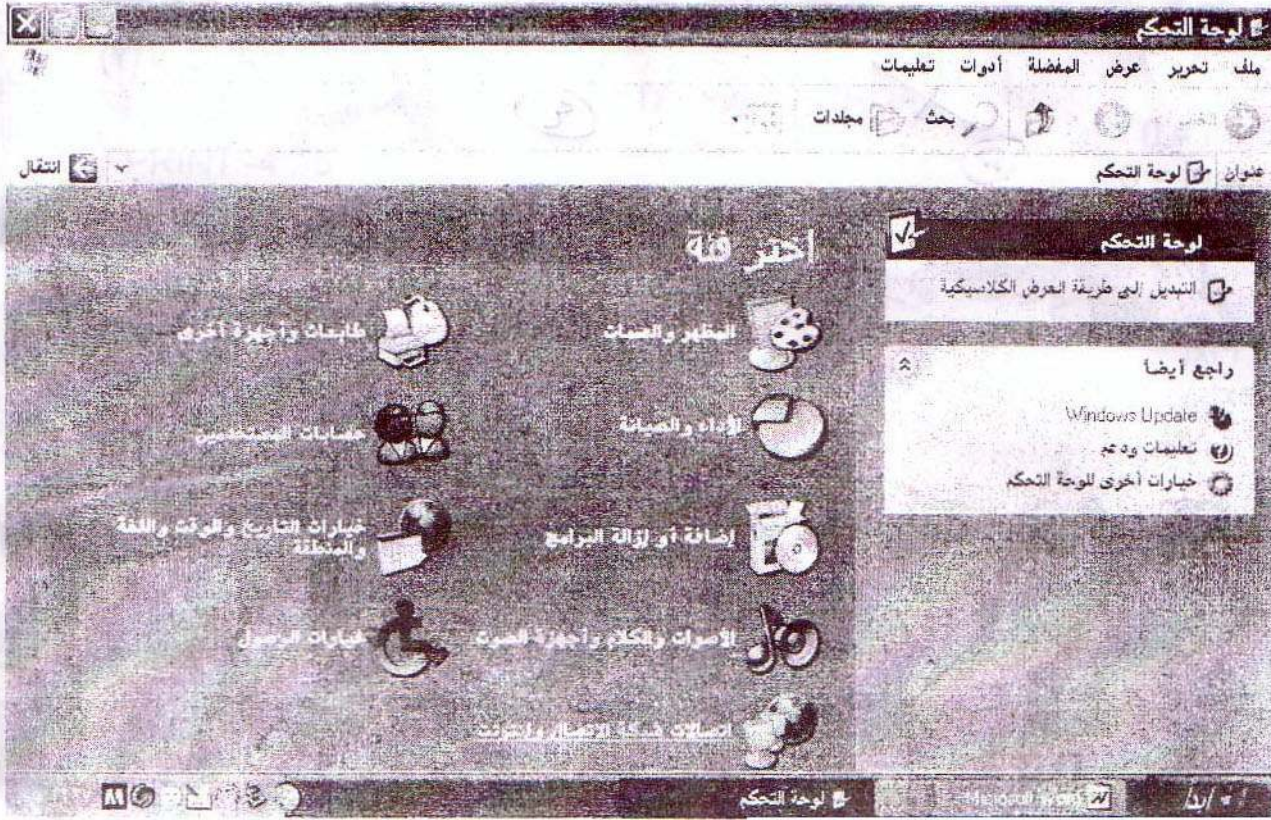 لوحة التحكم
ملف تحرير عرض المفضلة أدوات تعليمات
بحث مجلدات
عنوان لوحة التحكم انتقال
لوحة التحكم
التبديل إلى طريقة العرض الكلاسيكية
راجع أيضاً
Windows Update
تعليمات ودعم
خيارات أخرى للوحة التحكم
اختر فئة
المظهر والسمات
طابعات وأجهزة أخرى
الأداء والصيانة
حسابات المستخدمين
إضافة أو إزالة البرامج
خيارات التاريخ والوقت واللغة
والمنطقة
الأصوات والكلام وأجهزة الصوت
خيارات الوصول
اتصالات شبكة الاتصال وإنترنت
ابدأ
Microsoft Word
لوحة التحكم